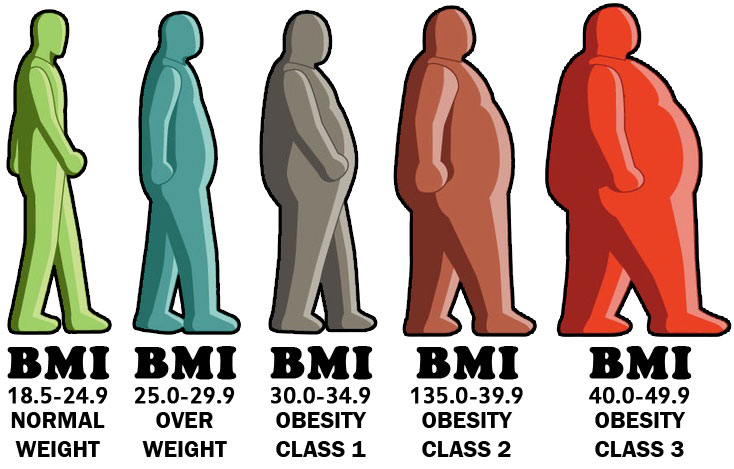 BMI
18.5-24.9
NORMAL
WEIGHT
BMI
25.0-29.9
OVER
WEIGHT
BMI
30.0-34.9
OBESITY
CLASS 1
BMI
135.0-39.9
OBESITY
CLASS 2
BMI
40.0-49.9
OBESITY
CLASS 3